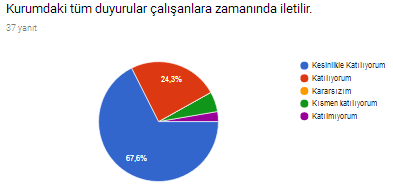 Kurumdaki tüm duyurular çalışanlara zamanında iletilir.
37 yanıt
Kesinlikle Katılıyorum
Katılıyorum
Kararsızım
Kısmen katılıyorum
Katılmıyorum
24,3%
67,6%